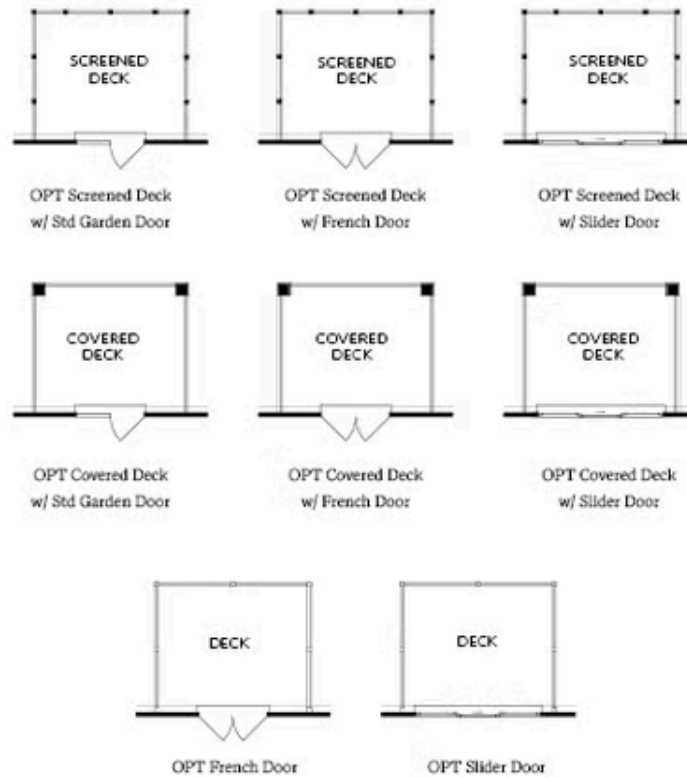 SCREENED
DECK
SCREENED
DECK
SCREENED
DECK
OPT Screened Deck
w/ Std Garden Door
OPT Screened Deck
w/ French Door
OPT Screened Deck
w/ Slider Door
COVERED
DECK
COVERED
DECK
COVERED
DECK
OPT Covered Deck
w/ Std Garden Door
OPT Covered Deck
w/ French Door
OPT Covered Deck
w/ Slider Door
DECK
DECK
OPT French Door
OPT Slider Door